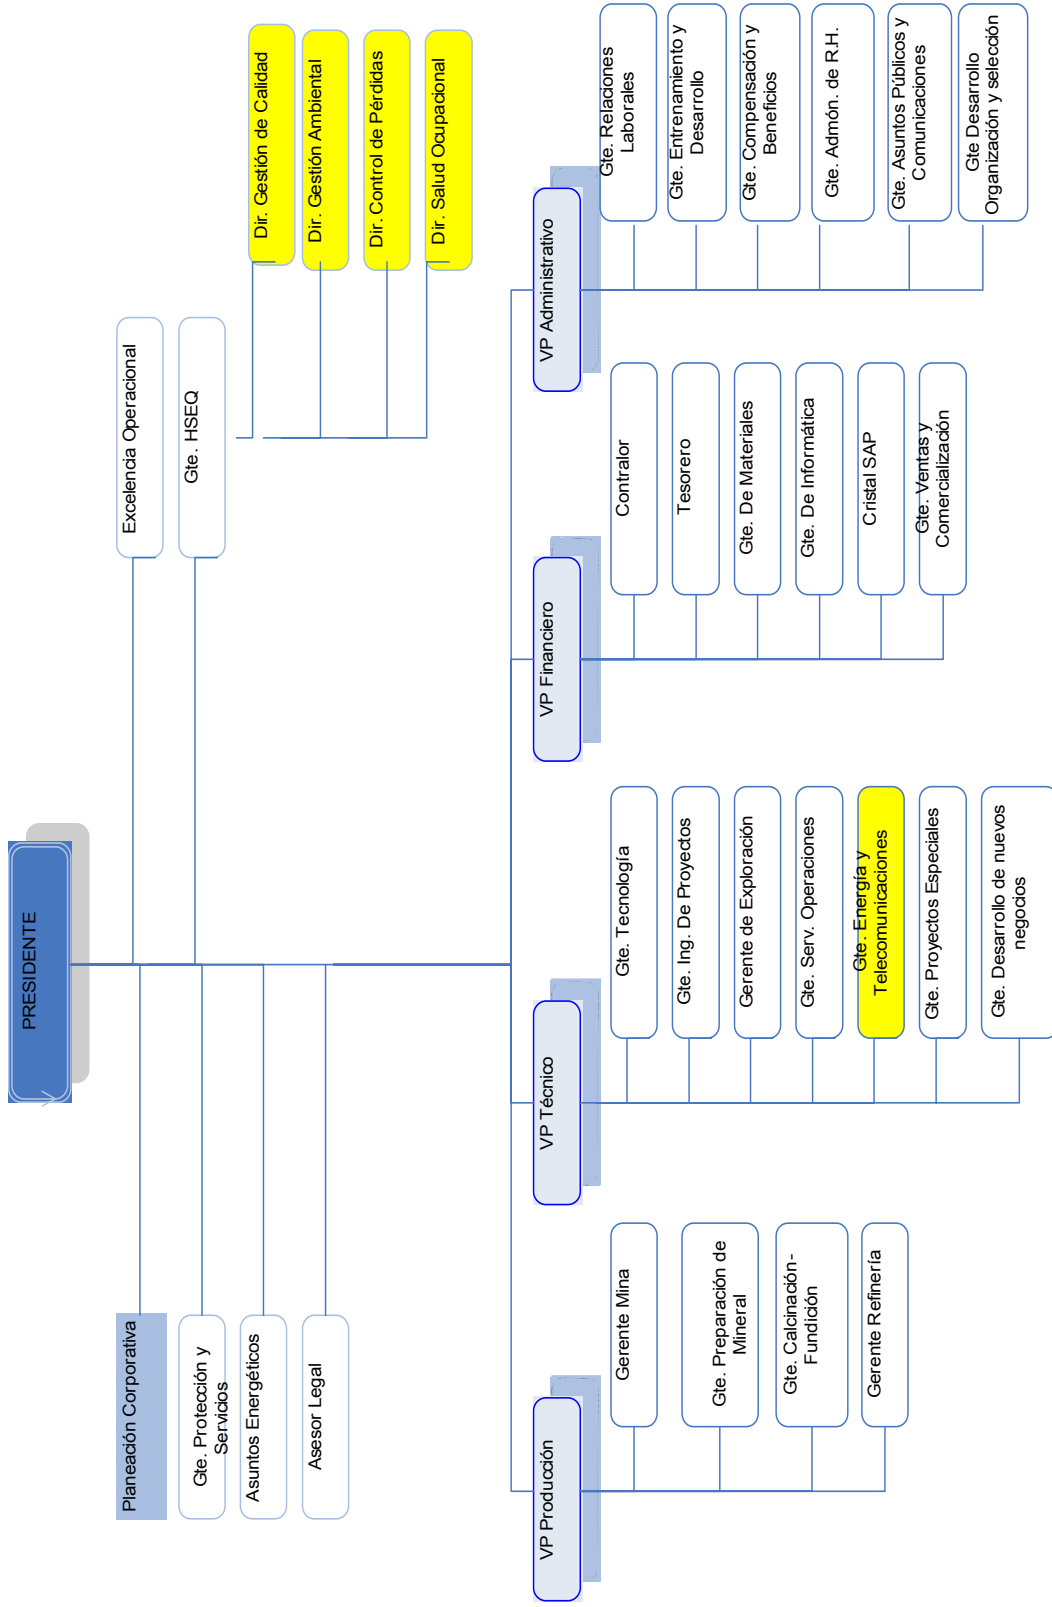 PRESIDENTE
Planeación Corporativa
Gte. Protección y
Servicios
Asuntos Energéticos
Asesor Legal
Excelencia Operacional
Gte. HSEQ
Dir. Gestión de Calidad
Dir. Gestión Ambiental
Dir. Control de Pérdidas
Dir. Salud Ocupacional
VP Producción
Gerente Mina
Gte. Preparación de
Mineral
Gte. Calcinación-
Fundición
Gerente Refinería
VP Técnico
Gte. Tecnología
Gte. Ing. De Proyectos
Gerente de Exploración
Gte. Serv. Operaciones
Gte. Energía y
Telecomunicaciones
Gte. Proyectos Especiales
Gte. Desarrollo de nuevos
negocios
VP Financiero
Contralor
Tesorero
Gte. De Materiales
Gte. De Informática
Cristal SAP
Gte. Ventas y
Comercialización
VP Administrativo
Gte. Relaciones
Laborales
Gte. Entrenamiento y
Desarrollo
Gte. Compensación y
Beneficios
Gte. Admón. de R.H.
Gte. Asuntos Públicos y
Comunicaciones
Gte Desarrollo
Organización y selección